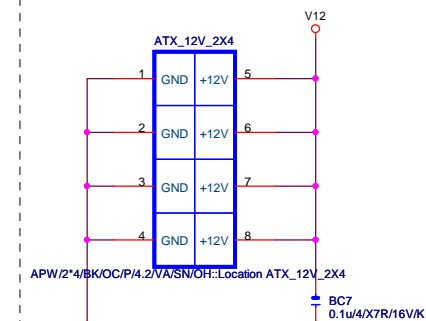 V12
ATX_12V_2X4
1 GND +12V 5
2 GND +12V 6
3 GND +12V 7
4 GND +12V 8
APW/2*4/BK/OC/P/4.2/VA/SN/OH::Location ATX_12V_2X4
BC7
0.1u/4/X7R/16V/K